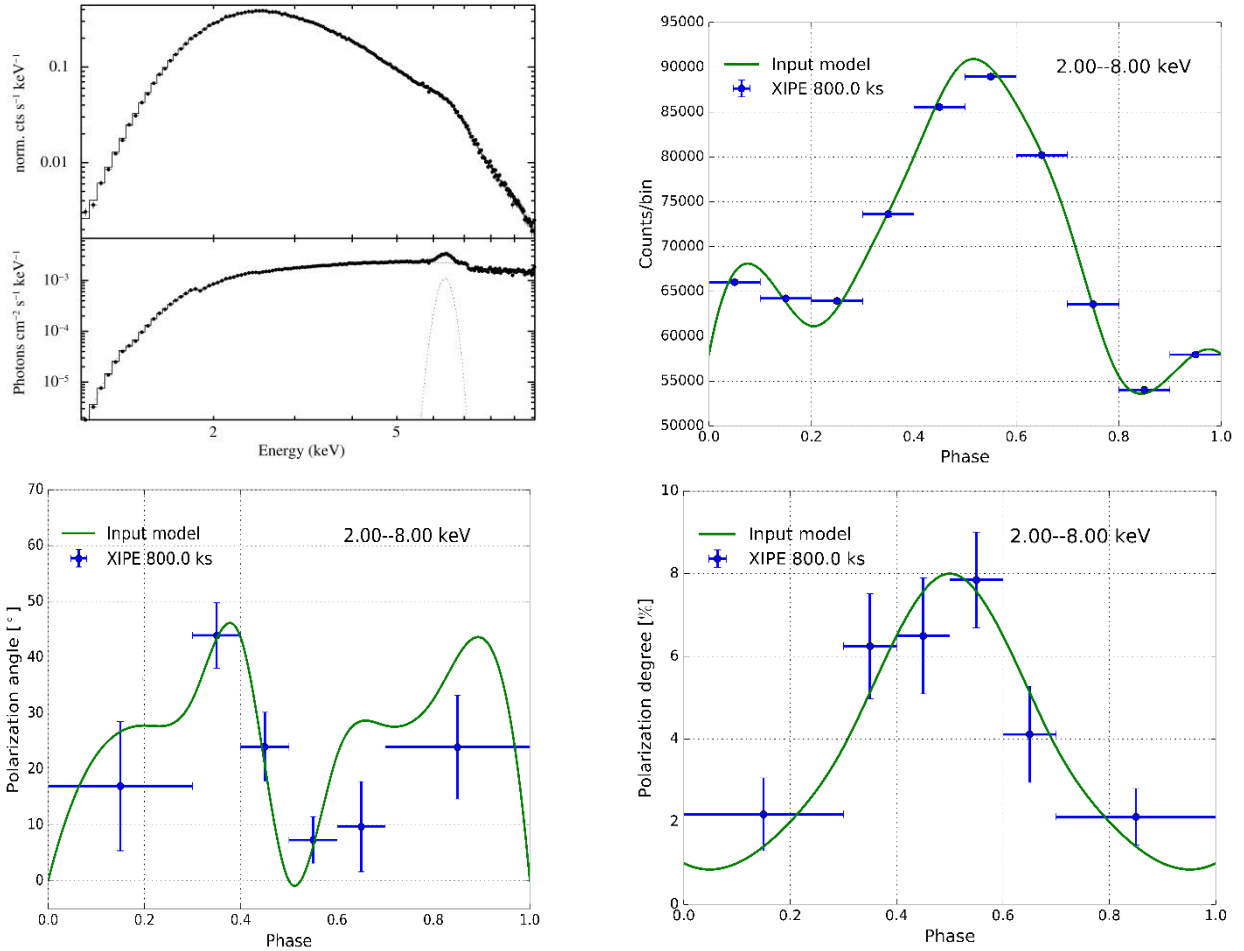 0.1
0.01
norm. cts s⁻¹ keV⁻¹
10⁻³
10⁻⁴
10⁻⁵
Photons cm⁻² s⁻¹ keV⁻¹
2 5
Energy (keV)
95000
90000
85000
80000
75000
70000
65000
60000
55000
50000
Counts/bin
Input model
XIPE 800.0 ks
2.00--8.00 keV
0.0 0.2 0.4 0.6 0.8 1.0
Phase
70
60
50
40
30
20
10
0
Polarization angle [°]
Input model
XIPE 800.0 ks
2.00--8.00 keV
0.0 0.2 0.4 0.6 0.8 1.0
Phase
10
8
6
4
2
0
Polarization degree [%]
Input model
XIPE 800.0 ks
2.00--8.00 keV
0.0 0.2 0.4 0.6 0.8 1.0
Phase